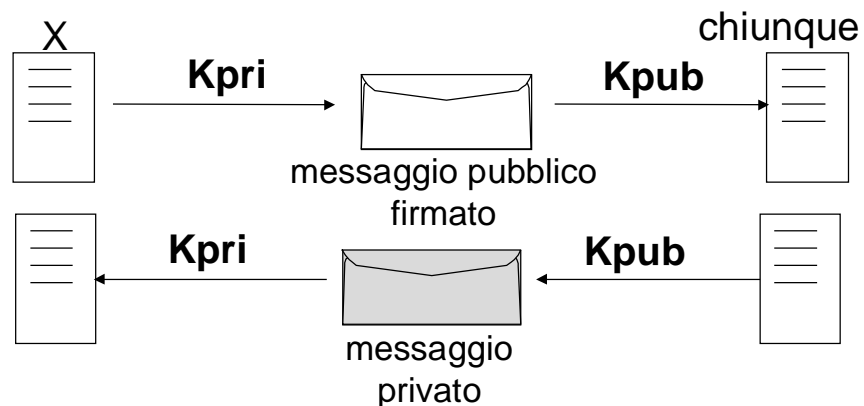 X
chiunque
Kpri
Kpub
messaggio pubblico
firmato
Kpri
Kpub
messaggio
privato